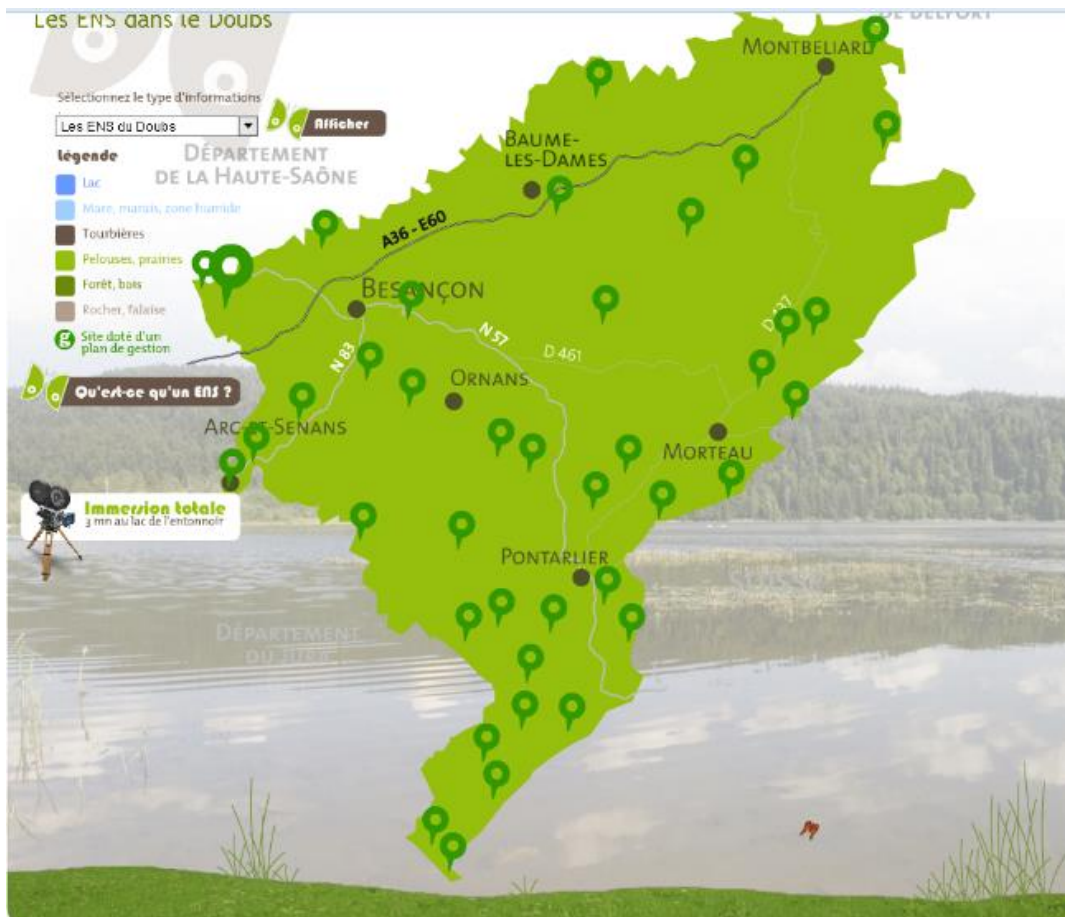 Les ENS dans le Doubs
DE BELFORT
MONTBELIARD
Sélectionnez le type d'informations
Les ENS du Doubs
Afficher
BAUME-
LES-DAMES
Légende
DÉPARTEMENT
DE LA HAUTE-SAÔNE
Lac
Mare, marais, zone humide
Tourbières
A36 - E60
Pelouses, prairies
Forêt, bois
BESANÇON
Rocher, falaise
g Site doté d'un
plan de gestion
N 57
D 437
N 83
D 461
Qu'est-ce qu'un ENS ?
ORNANS
ARC-ET-SENANS
MORTEAU
Immersion totale
3 mn au lac de l'entonnoir
PONTARLIER
SUISSE
DÉPARTEMENT
DU JURA